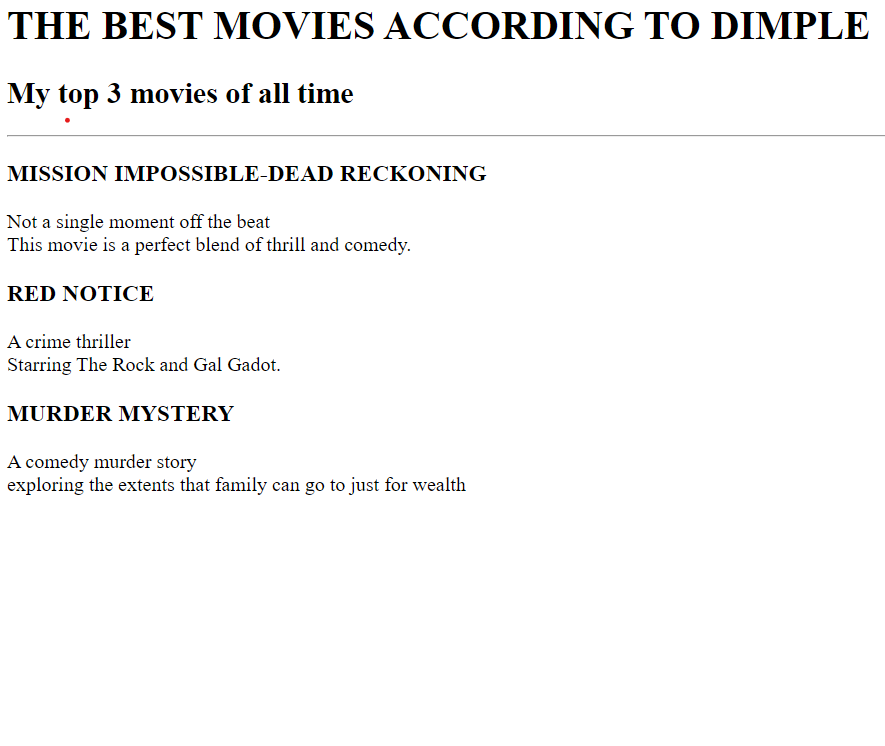 THE BEST MOVIES ACCORDING TO DIMPLE
My top 3 movies of all time
MISSION IMPOSSIBLE-DEAD RECKONING
Not a single moment off the beat
This movie is a perfect blend of thrill and comedy.
RED NOTICE
A crime thriller
Starring The Rock and Gal Gadot.
MURDER MYSTERY
A comedy murder story
exploring the extents that family can go to just for wealth